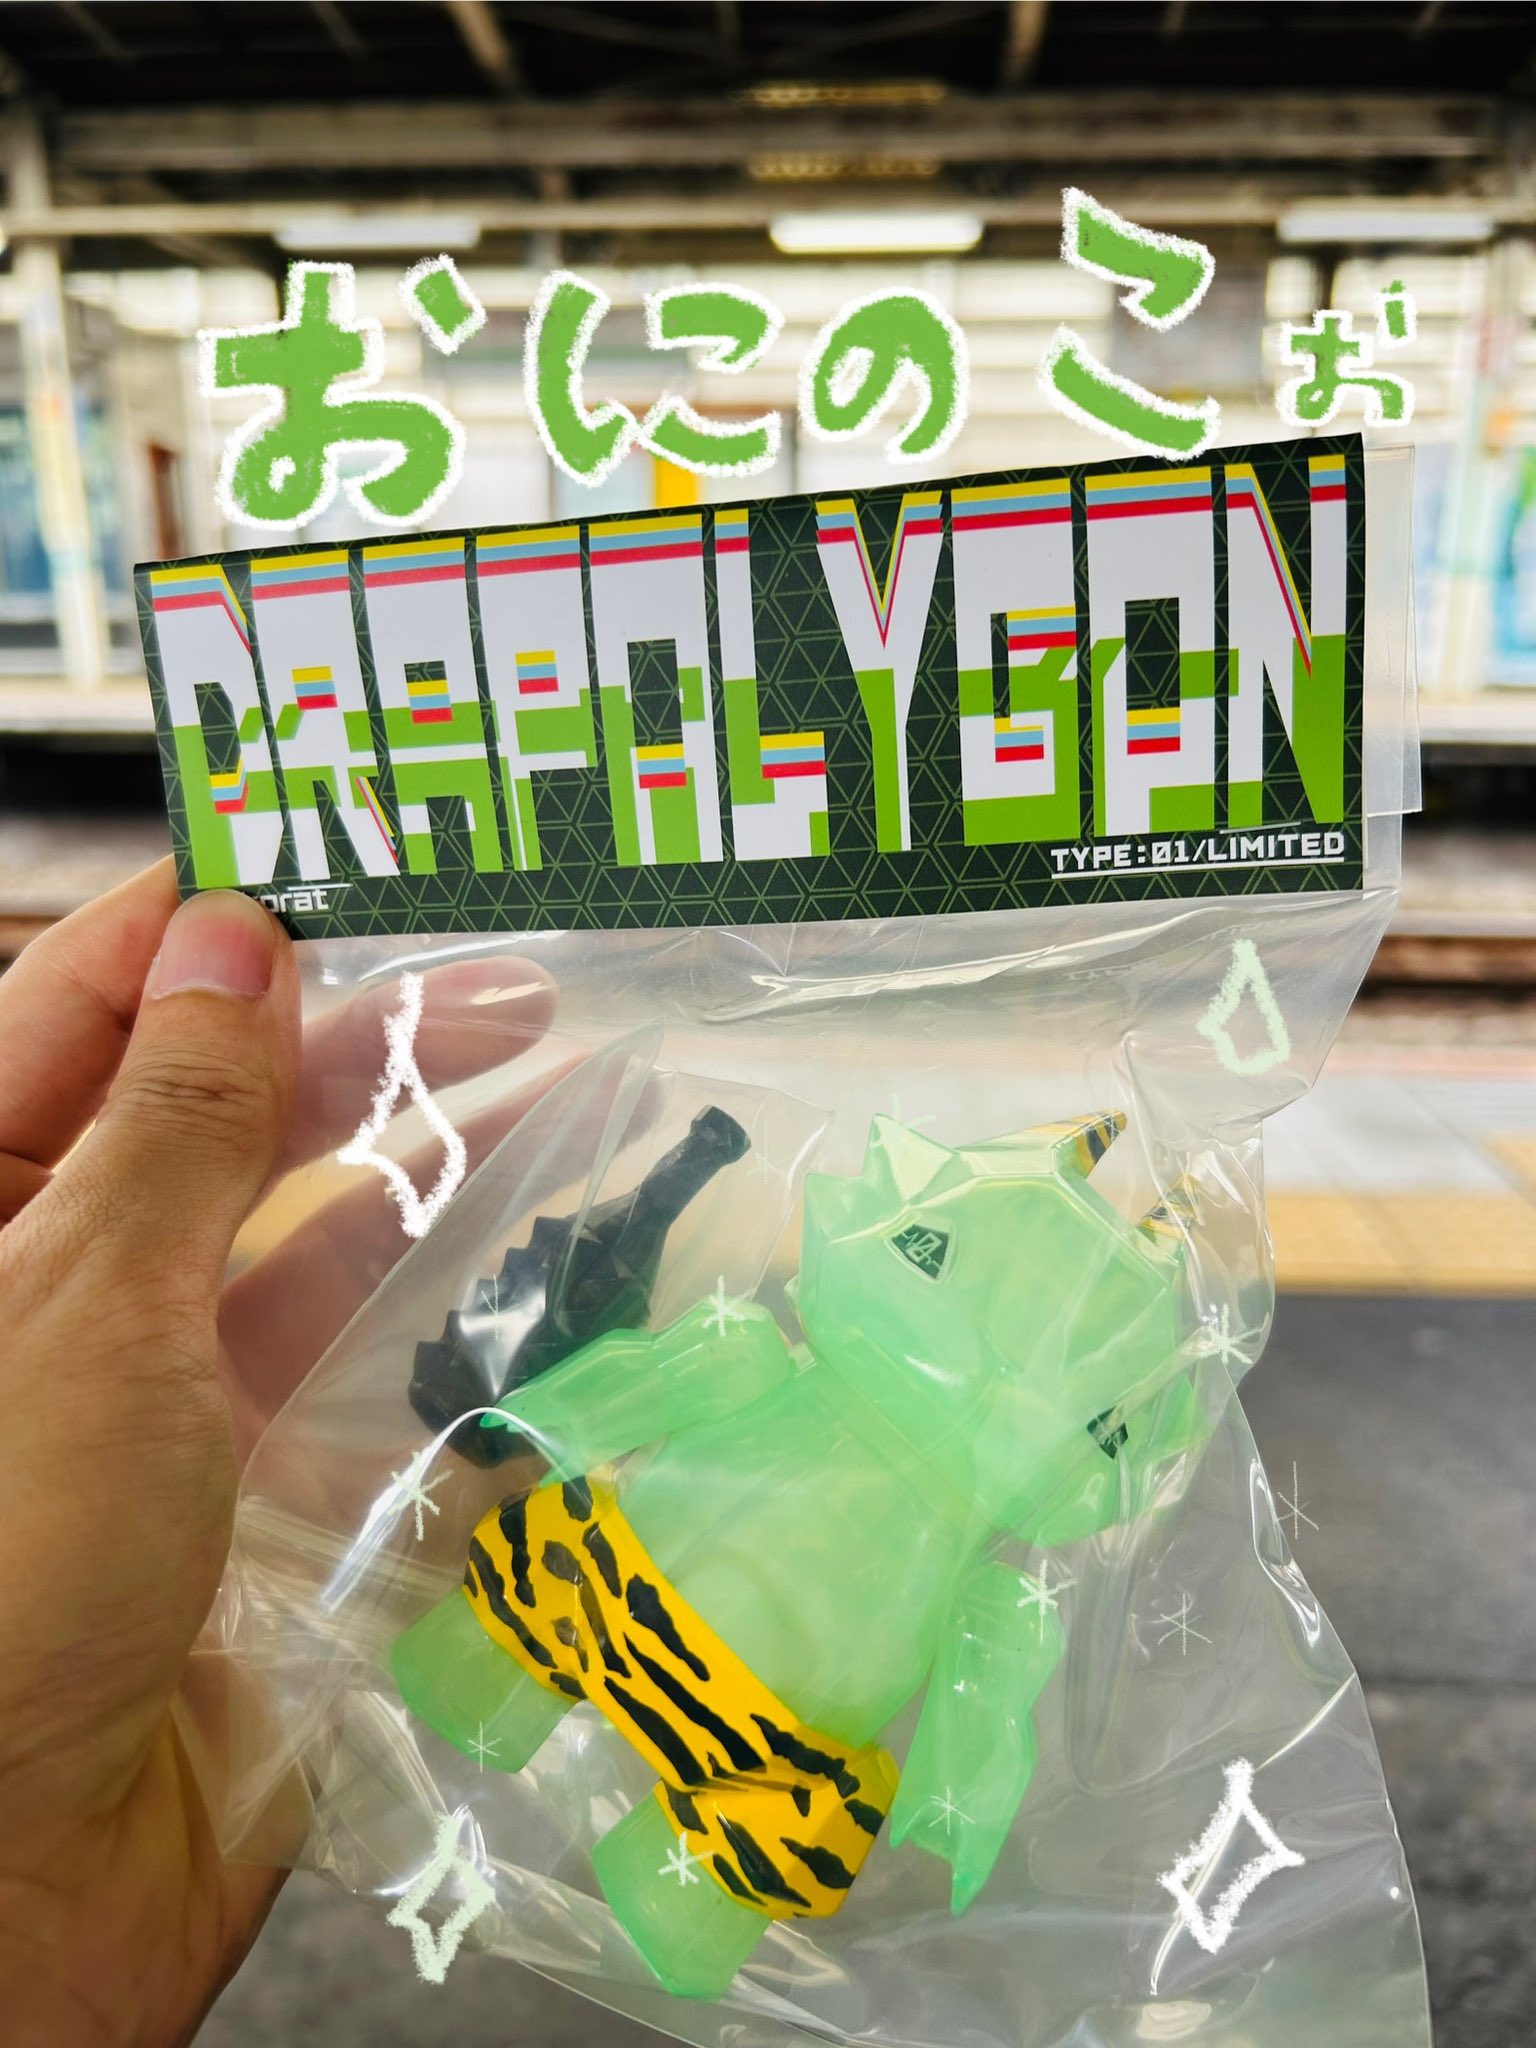 おにのこぉ
DRAPOLYGON
TYPE:01/LIMITED